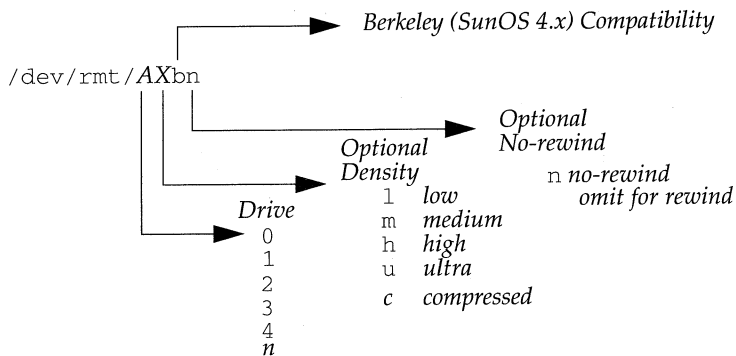 Berkeley (SunOS 4.x) Compatibility
/dev/rmt/AXbn
Optional
No-rewind
n no-rewind
omit for rewind
Optional
Density
l low
m medium
h high
u ultra
c compressed
Drive
0
1
2
3
4
n